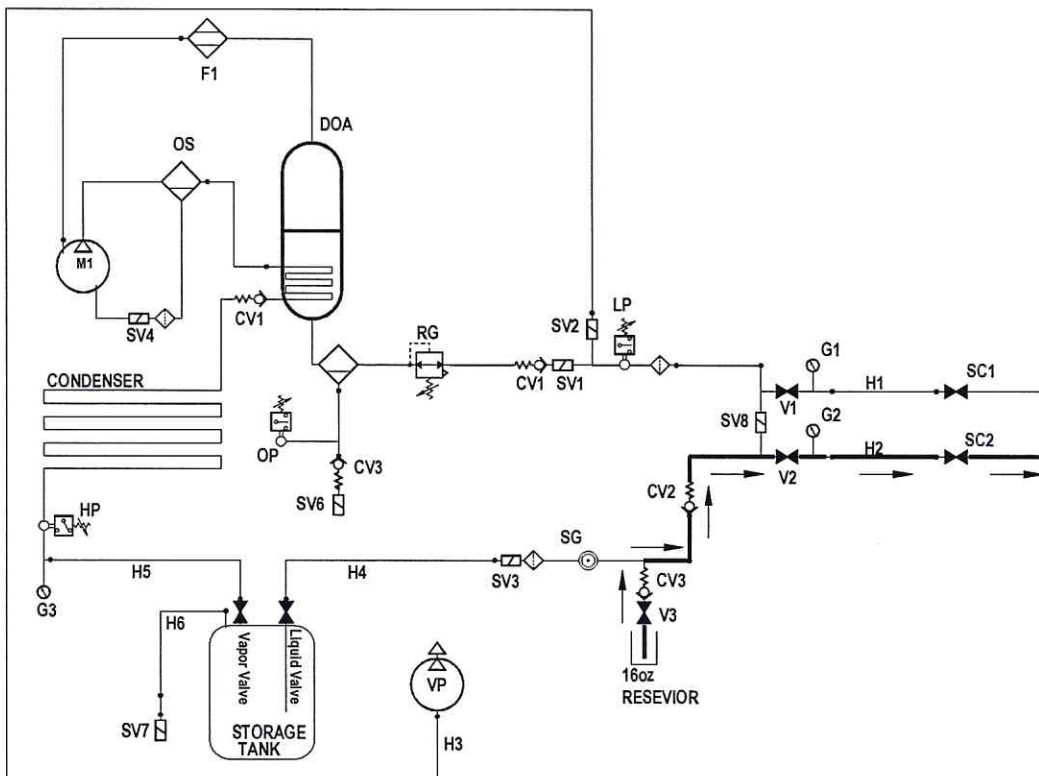 F1
DOA
OS
M1
SV4
CV1
RG
CV1
SV1
SV2
LP
G1
H1
SC1
V1
G2
SV8
CONDENSER
OP
CV3
SV6
H2
SC2
V2
CV2
HP
G3
H5
H4
SV3
SG
CV3
V3
16oz
RESEVIOR
H6
Vapor Valve
Liquid Valve
SV7
STORAGE
TANK
VP
H3